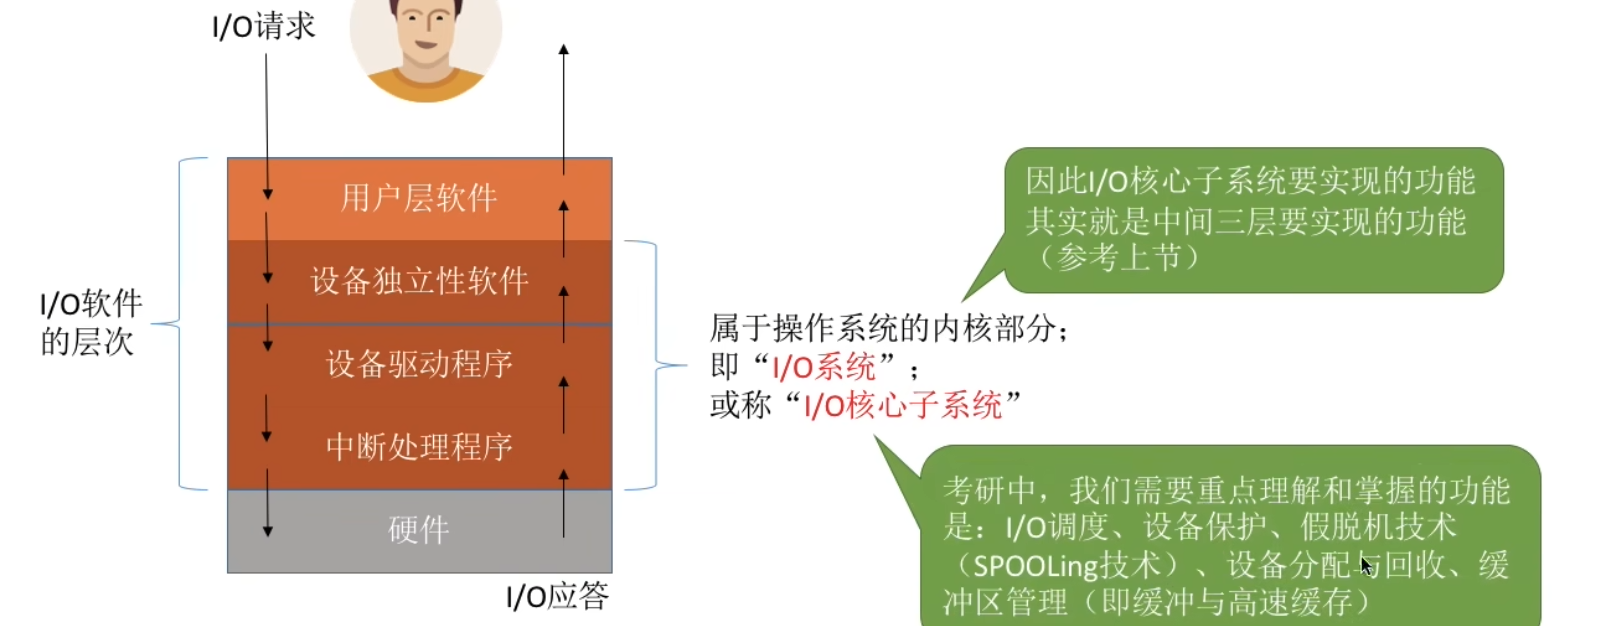 I/O请求
用户层软件
设备独立性软件
设备驱动程序
中断处理程序
硬件
I/O应答
I/O软件
的层次
属于操作系统的内核部分；
即“I/O系统”；
或称“I/O核心子系统”
因此I/O核心子系统要实现的功能
其实就是中间三层要实现的功能
（参考上节）
考研中，我们需要重点理解和掌握的功能
是：I/O调度、设备保护、假脱机技术
（SPOOLing技术）、设备分配与回收、缓
冲区管理（即缓冲与高速缓存）